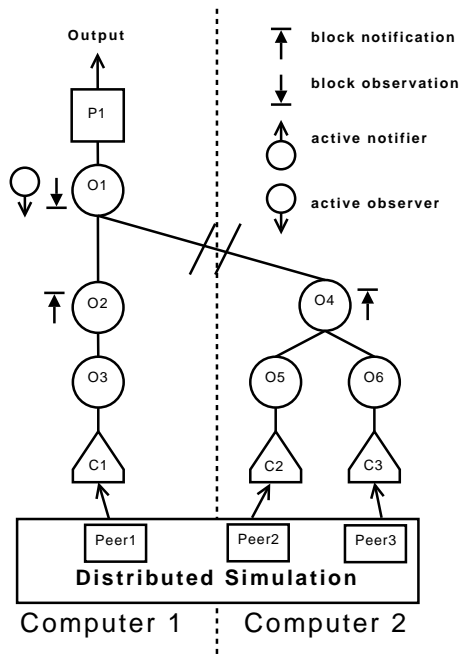 Output
block notification
block observation
active notifier
active observer
P1
O1
O2
O4
O3
O5
O6
C1
C2
C3
Peer1
Peer2
Peer3
Distributed Simulation
Computer 1
Computer 2